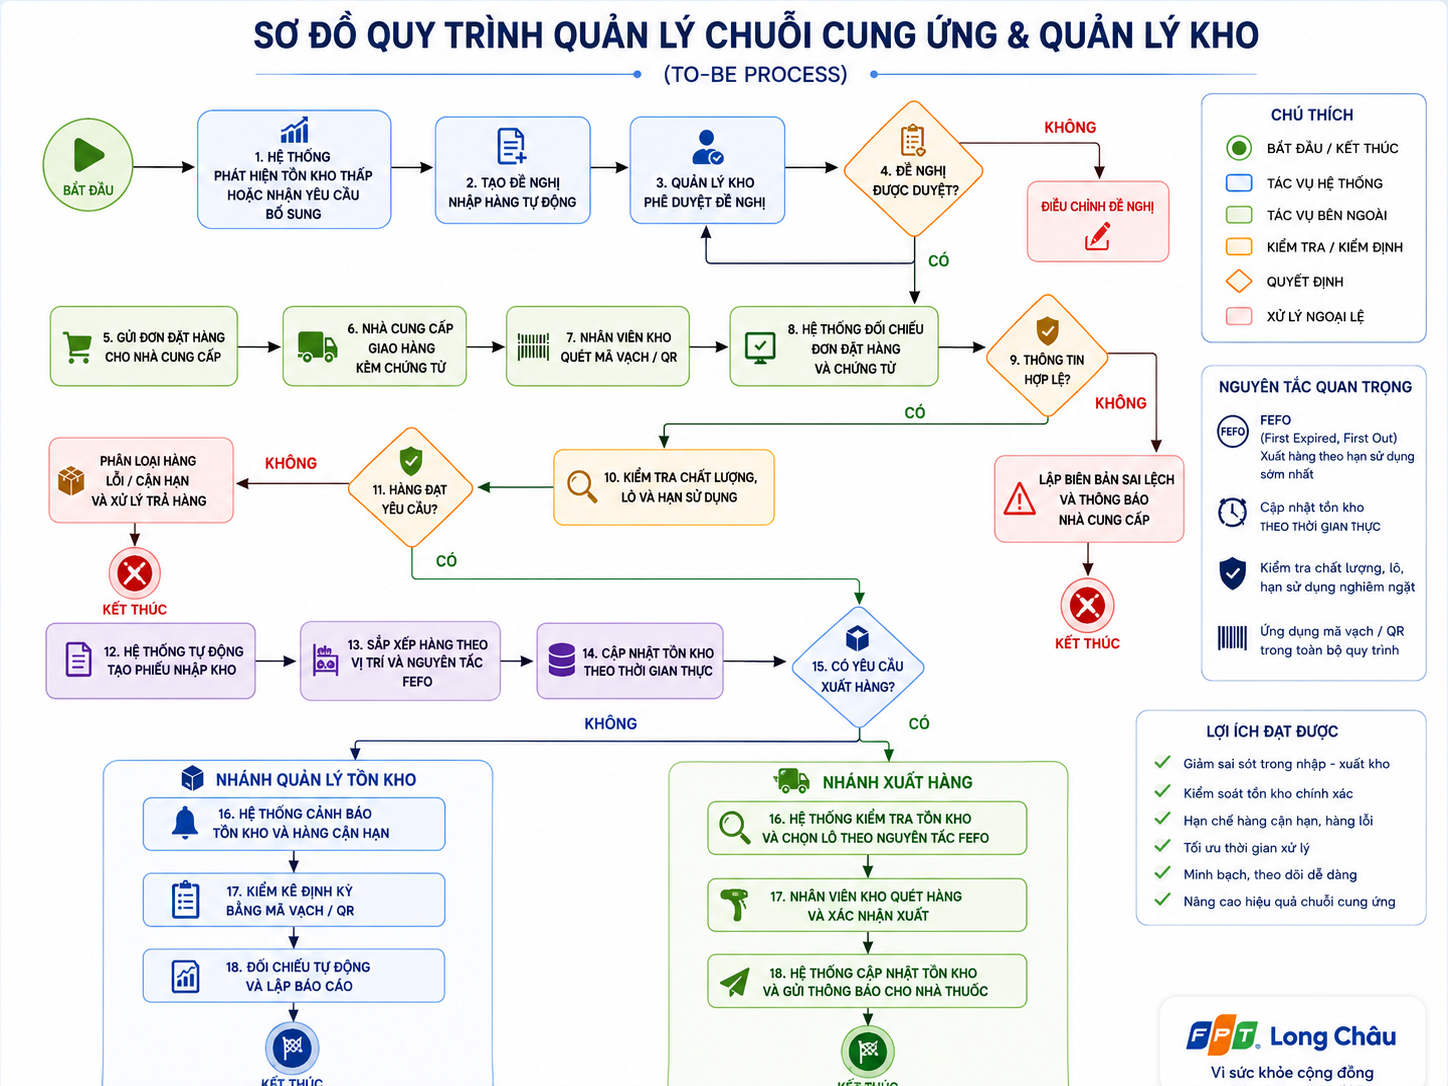 SƠ ĐỒ QUY TRÌNH QUẢN LÝ CHUỖI CUNG ỨNG & QUẢN LÝ KHO
(TO-BE PROCESS)
BẮT ĐẦU
1. HỆ THỐNG
PHÁT HIỆN TỒN KHO THẤP
HOẶC NHẬN YÊU CẦU
BỔ SUNG
2. TẠO ĐỀ NGHỊ
NHẬP HÀNG TỰ ĐỘNG
3. QUẢN LÝ KHO
PHÊ DUYỆT ĐỀ NGHỊ
4. ĐỀ NGHỊ
ĐƯỢC DUYỆT?
KHÔNG
ĐIỀU CHỈNH ĐỀ NGHỊ
CÓ
5. GỬI ĐƠN ĐẶT HÀNG
CHO NHÀ CUNG CẤP
6. NHÀ CUNG CẤP
GIAO HÀNG
KÈM CHỨNG TỪ
7. NHÂN VIÊN KHO
QUÉT MÃ VẠCH / QR
8. HỆ THỐNG ĐỐI CHIẾU
ĐƠN ĐẶT HÀNG
VÀ CHỨNG TỪ
9. THÔNG TIN
HỢP LỆ?
KHÔNG
CÓ
LẬP BIÊN BẢN SAI LỆCH
VÀ THÔNG BÁO
NHÀ CUNG CẤP
KẾT THÚC
10. KIỂM TRA CHẤT LƯỢNG,
LÔ VÀ HẠN SỬ DỤNG
11. HÀNG ĐẠT
YÊU CẦU?
KHÔNG
PHÂN LOẠI HÀNG
LỖI / CẬN HẠN
VÀ XỬ LÝ TRẢ HÀNG
KẾT THÚC
CÓ
12. HỆ THỐNG TỰ ĐỘNG
TẠO PHIẾU NHẬP KHO
13. SẮP XẾP HÀNG THEO
VỊ TRÍ VÀ NGUYÊN TẮC
FEFO
14. CẬP NHẬT TỒN KHO
THEO THỜI GIAN THỰC
15. CÓ YÊU CẦU
XUẤT HÀNG?
KHÔNG
CÓ
NHÁNH QUẢN LÝ TỒN KHO
16. HỆ THỐNG CẢNH BÁO
TỒN KHO VÀ HÀNG CẬN HẠN
17. KIỂM KÊ ĐỊNH KỲ
BẰNG MÃ VẠCH / QR
18. ĐỐI CHIẾU TỰ ĐỘNG
VÀ LẬP BÁO CÁO
KẾT THÚC
NHÁNH XUẤT HÀNG
16. HỆ THỐNG KIỂM TRA TỒN KHO
VÀ CHỌN LÔ THEO NGUYÊN TẮC FEFO
17. NHÂN VIÊN KHO QUÉT HÀNG
VÀ XÁC NHẬN XUẤT
18. HỆ THỐNG CẬP NHẬT TỒN KHO
VÀ GỬI THÔNG BÁO CHO NHÀ THUỐC
KẾT THÚC
CHÚ THÍCH
BẮT ĐẦU / KẾT THÚC
TÁC VỤ HỆ THỐNG
TÁC VỤ BÊN NGOÀI
KIỂM TRA / KIỂM ĐỊNH
QUYẾT ĐỊNH
XỬ LÝ NGOẠI LỆ
NGUYÊN TẮC QUAN TRỌNG
FEFO
FEFO
(First Expired, First Out)
Xuất hàng theo hạn sử dụng
sớm nhất
Cập nhật tồn kho
THEO THỜI GIAN THỰC
Kiểm tra chất lượng, lô,
hạn sử dụng nghiêm ngặt
Ứng dụng mã vạch / QR
trong toàn bộ quy trình
LỢI ÍCH ĐẠT ĐƯỢC
Giảm sai sót trong nhập - xuất kho
Kiểm soát tồn kho chính xác
Hạn chế hàng cận hạn, hàng lỗi
Tối ưu thời gian xử lý
Minh bạch, theo dõi dễ dàng
Nâng cao hiệu quả chuỗi cung ứng
FPT Long Châu
Vì sức khỏe cộng đồng